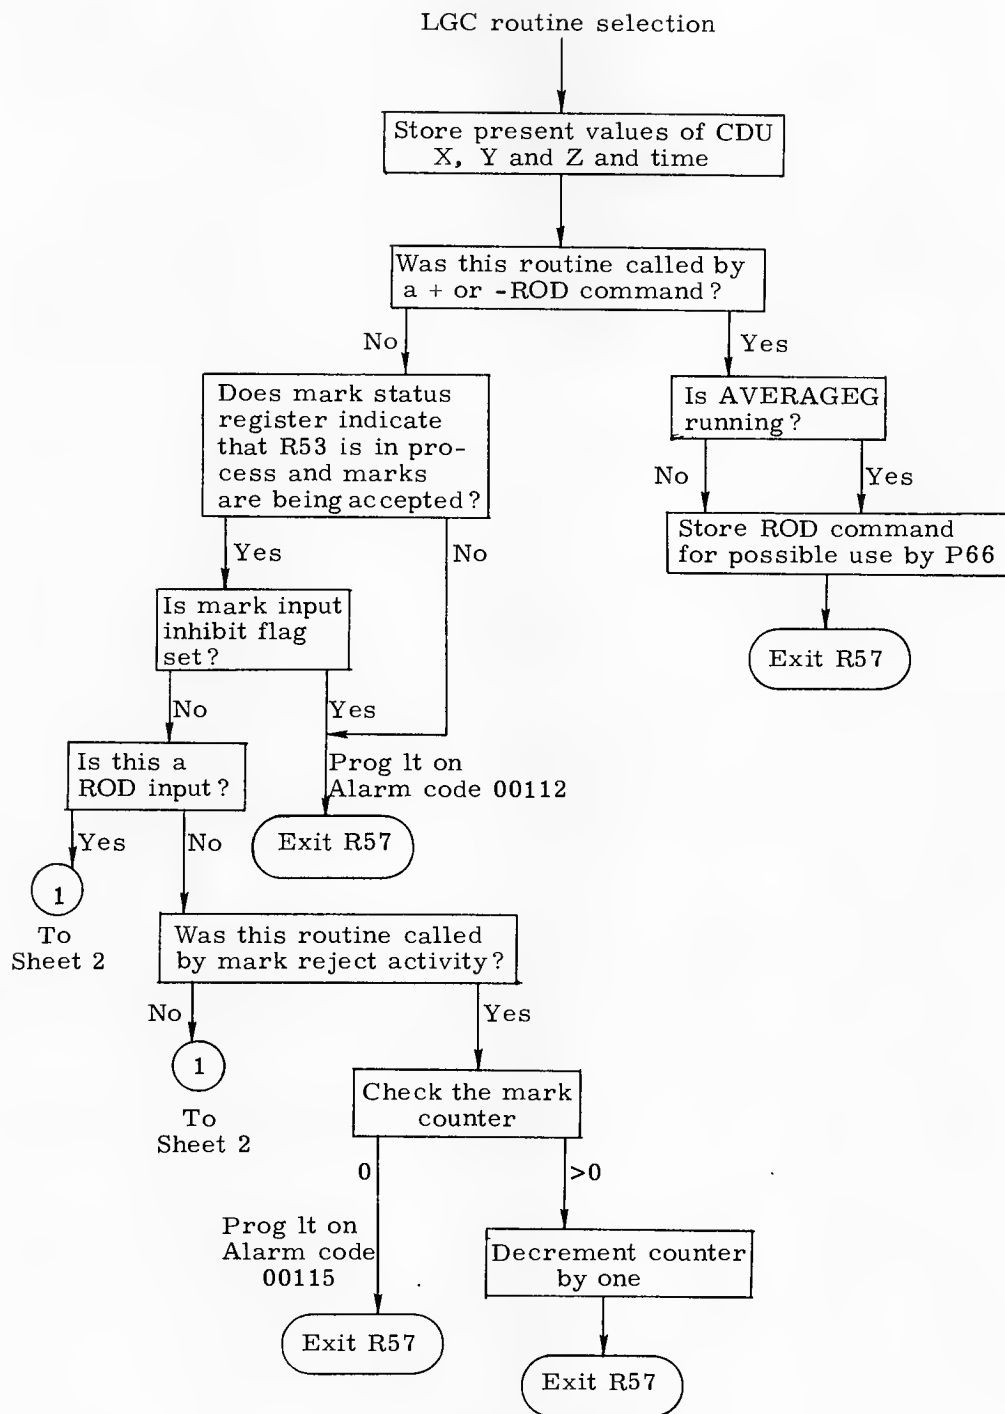 LGC routine selection
Store present values of CDU
X, Y and Z and time
Was this routine called by
a + or -ROD command?
No
Yes
Does mark status
register indicate
that R53 is in pro-
cess and marks
are being accepted?
Is AVERAGEG
running?
No
Yes
Yes
No
Store ROD command
for possible use by P66
Is mark input
inhibit flag
set?
Exit R57
No
Yes
Is this a
ROD input?
Prog lt on
Alarm code 00112
Yes
No
Exit R57
1
To
Sheet 2
Was this routine called
by mark reject activity?
No
Yes
1
To
Sheet 2
Check the mark
counter
0
>0
Prog lt on
Alarm code
00115
Decrement counter
by one
Exit R57
Exit R57